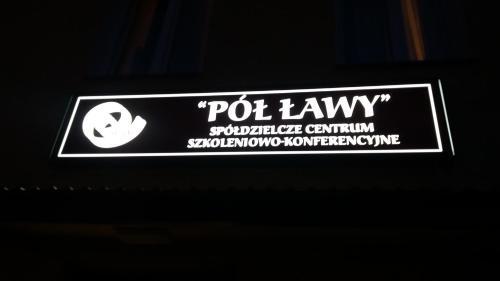 "PÓŁ ŁAWY"
SPÓŁDZIELCZE CENTRUM
SZKOLENIOWO-KONFERENCYJNE